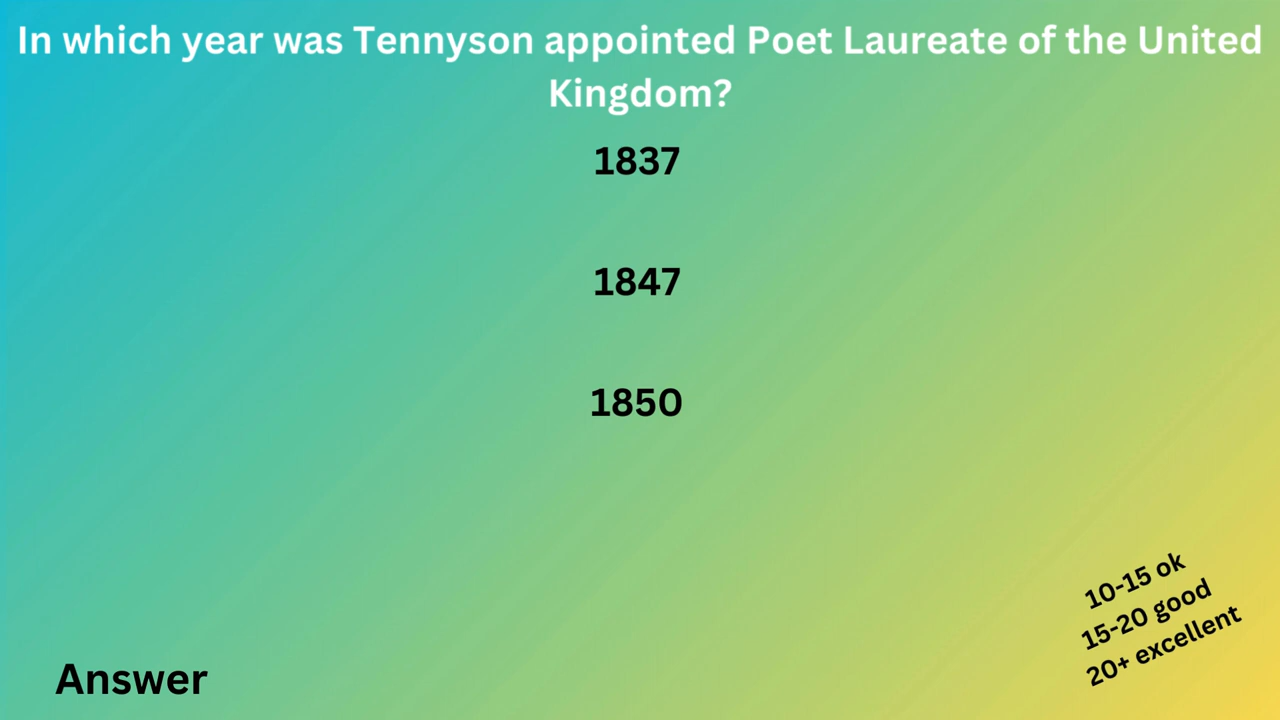 In which year was Tennyson appointed Poet Laureate of the United
Kingdom?
1837
1847
1850
10-15 ok
15-20 good
20+ excellent
Answer